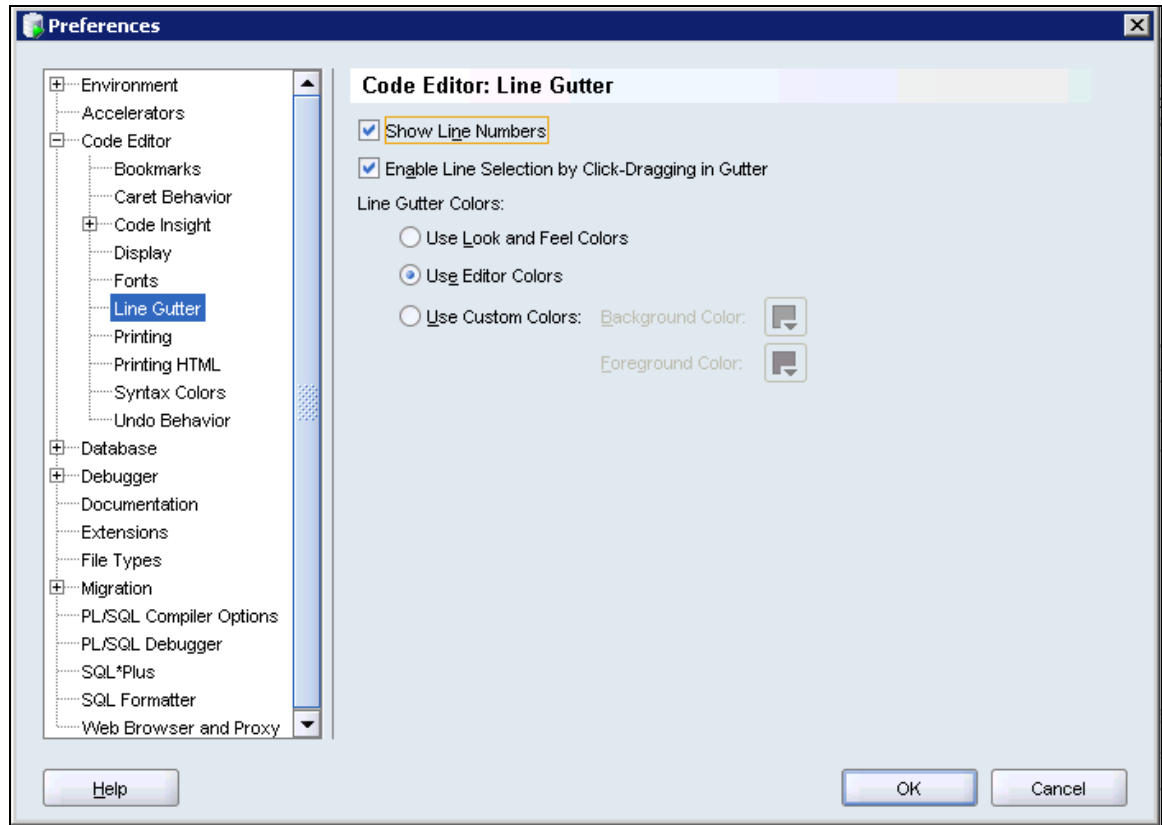 Preferences
Environment
Accelerators
Code Editor
Bookmarks
Caret Behavior
Code Insight
Display
Fonts
Line Gutter
Printing
Printing HTML
Syntax Colors
Undo Behavior
Database
Debugger
Documentation
Extensions
File Types
Migration
PL/SQL Compiler Options
PL/SQL Debugger
SQL*Plus
SQL Formatter
Web Browser and Proxy
Code Editor: Line Gutter
Show Line Numbers
Enable Line Selection by Click-Dragging in Gutter
Line Gutter Colors:
Use Look and Feel Colors
Use Editor Colors
Use Custom Colors: Background Color:
Foreground Color:
Help
OK
Cancel